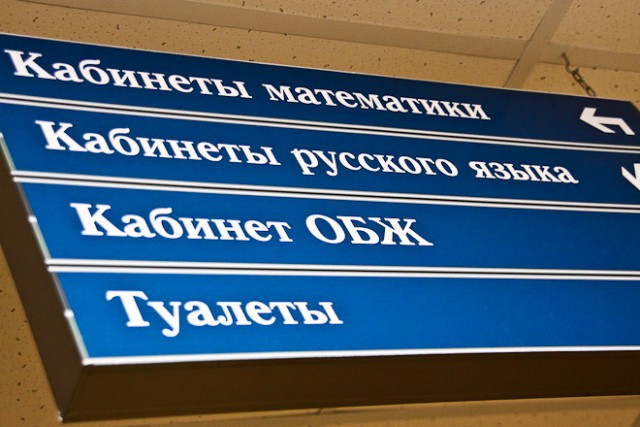 Кабинеты математики
Кабинеты русского языка
Кабинет ОБЖ
Туалеты